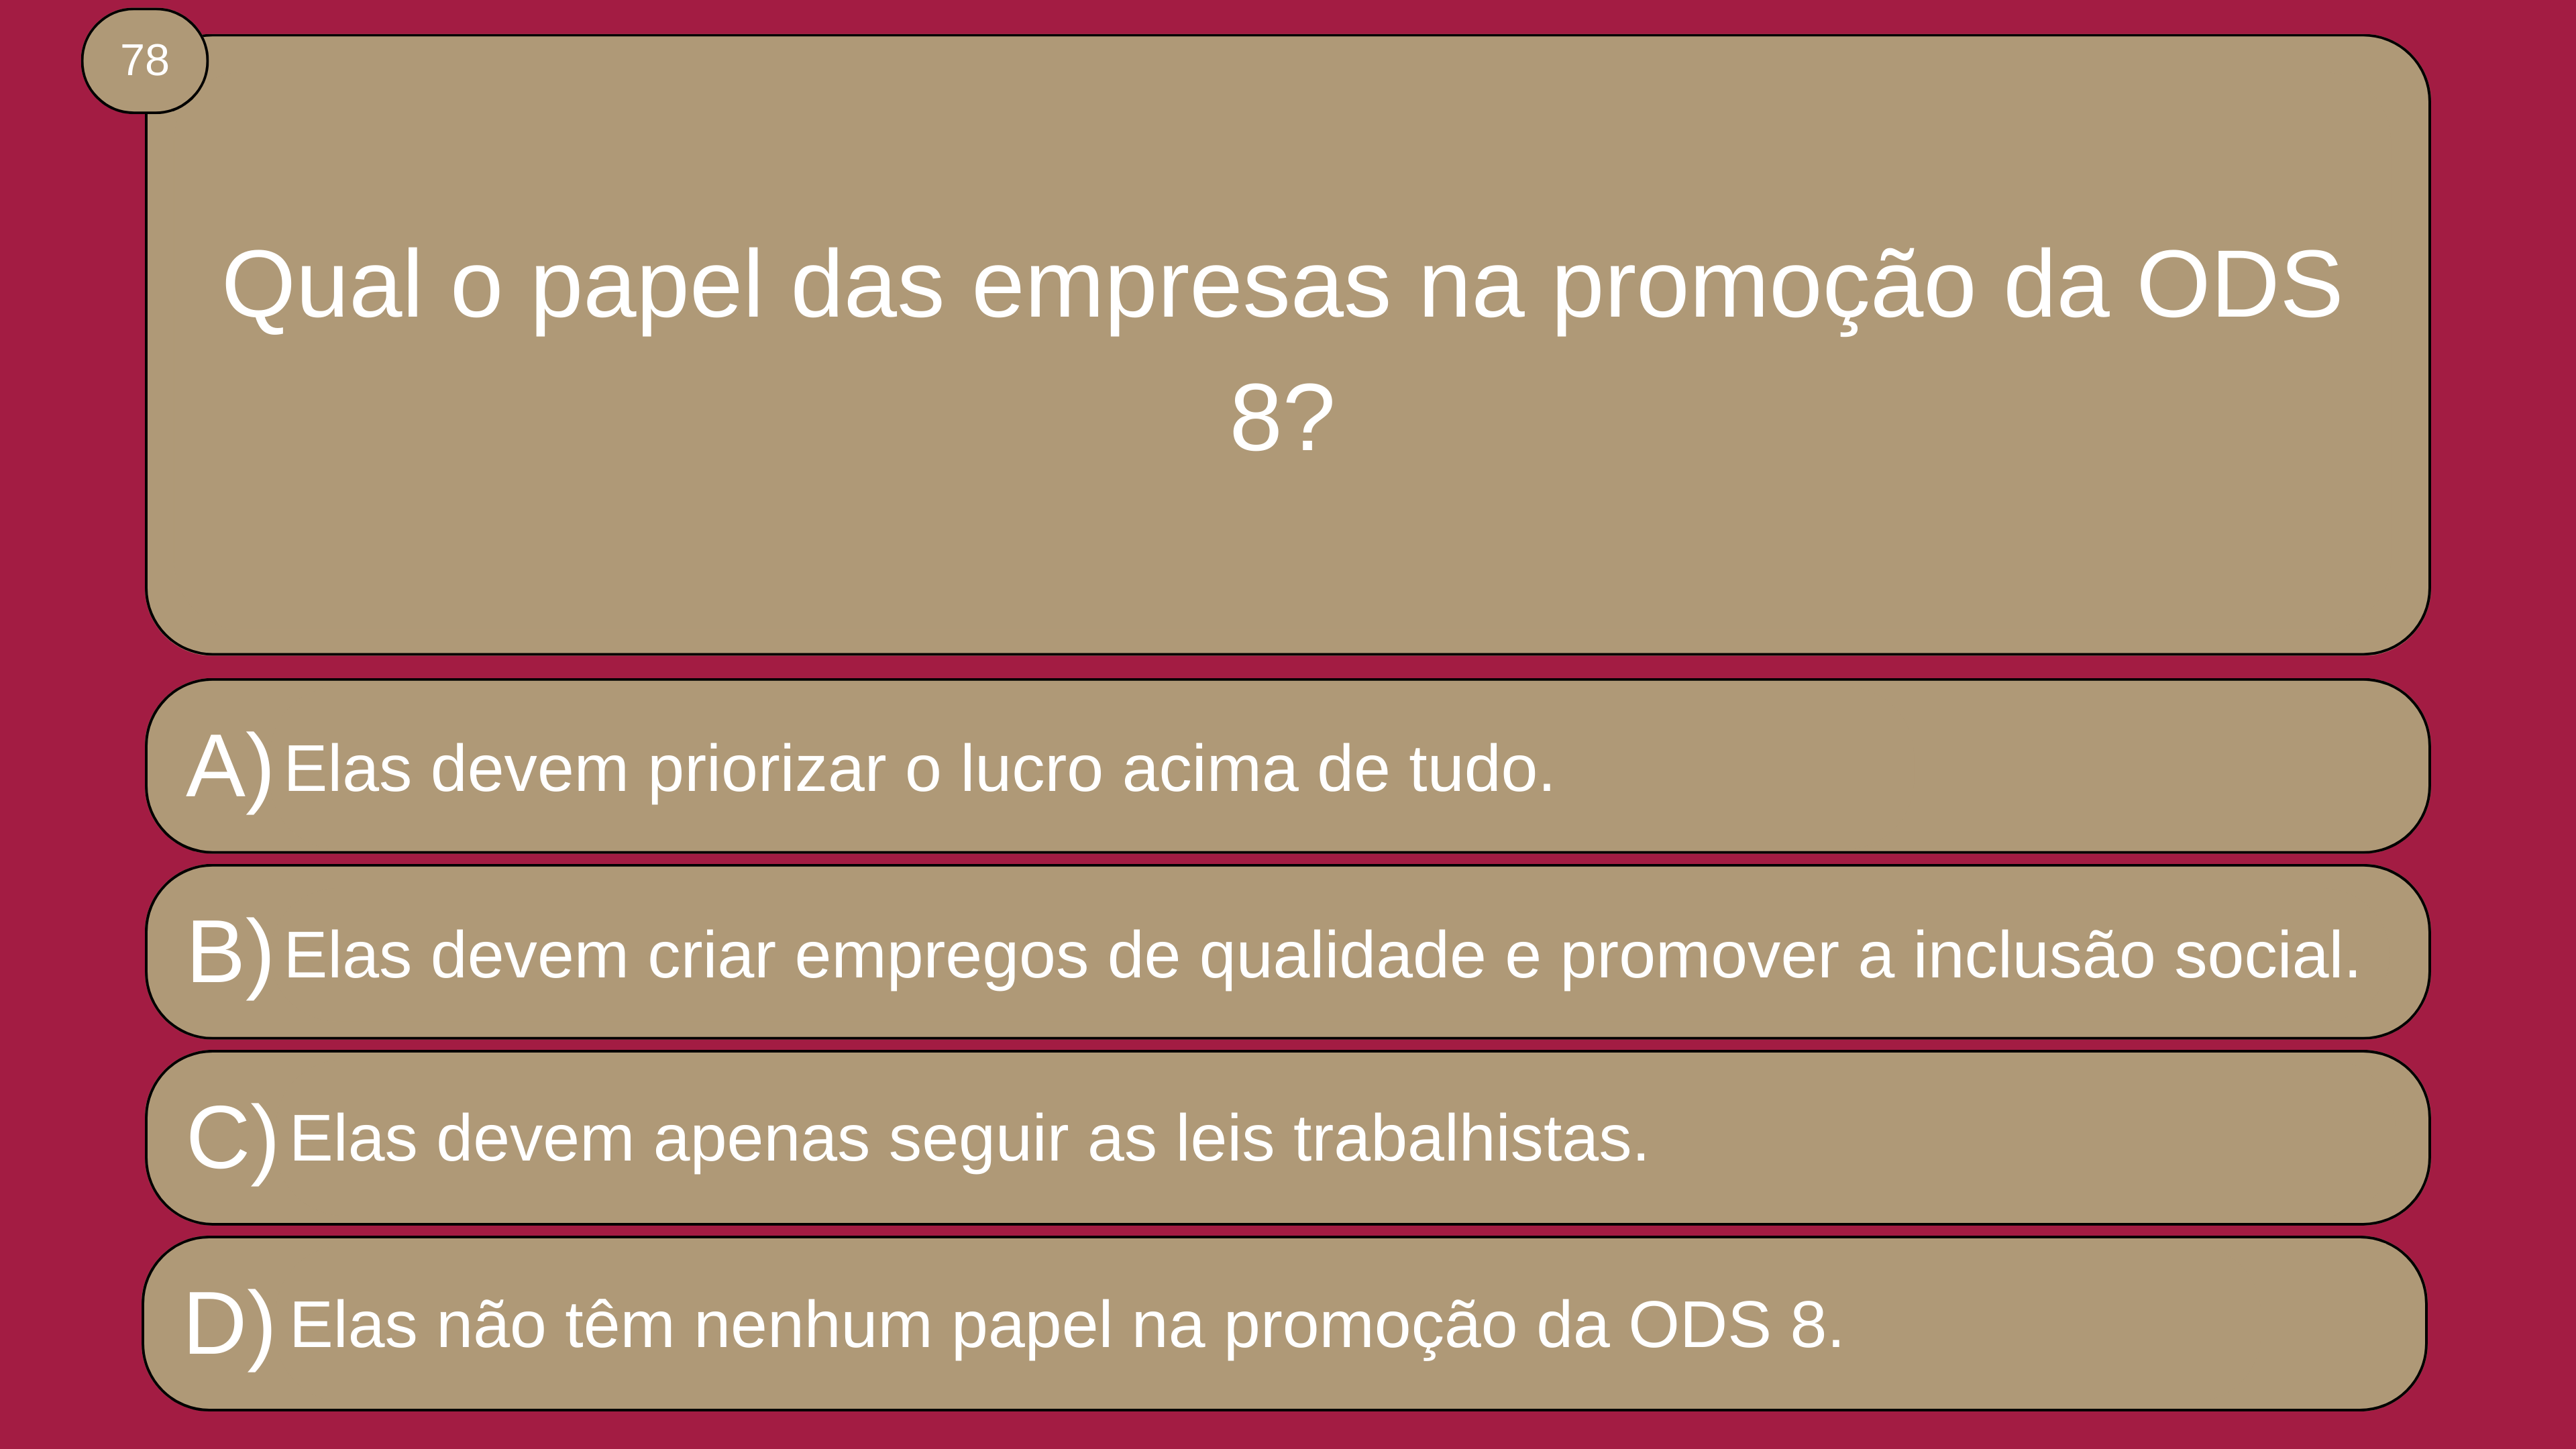 78
Qual o papel das empresas na promoção da ODS
8?
A) Elas devem priorizar o lucro acima de tudo.
B) Elas devem criar empregos de qualidade e promover a inclusão social.
C) Elas devem apenas seguir as leis trabalhistas.
D) Elas não têm nenhum papel na promoção da ODS 8.